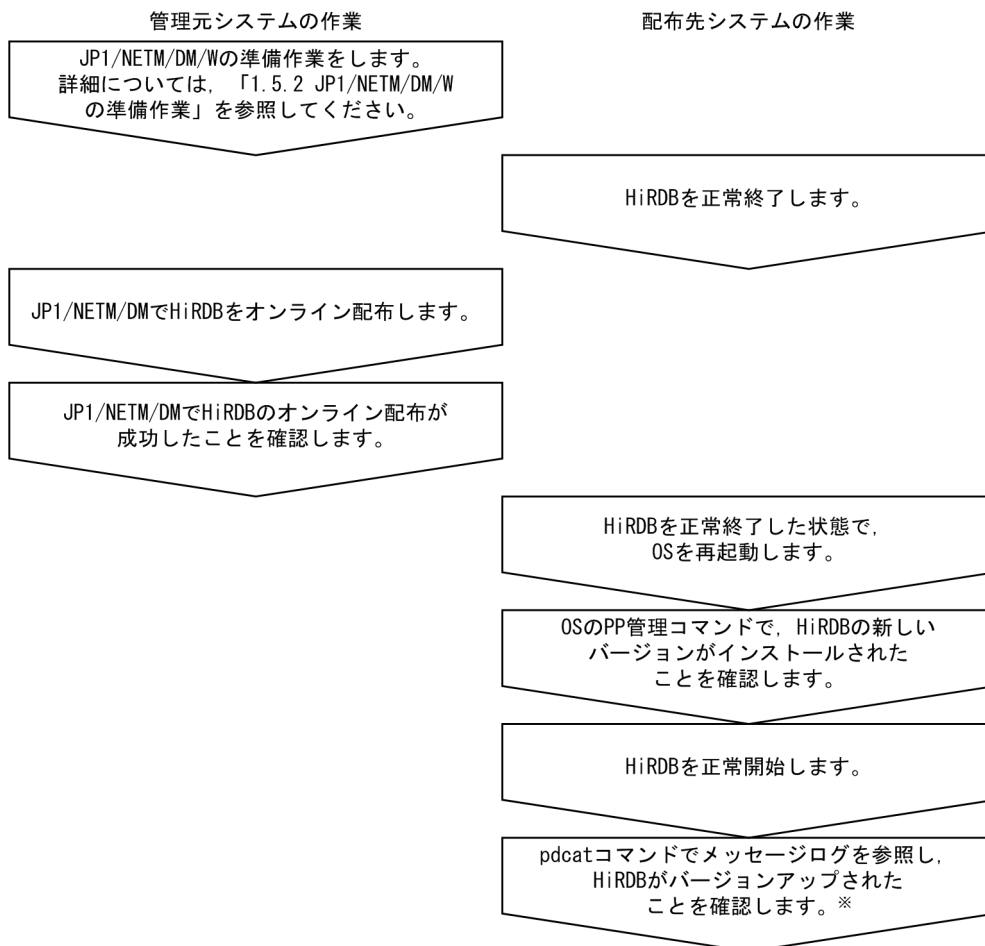 管理元システムの作業
配布先システムの作業
JP1/NETM/DM/Wの準備作業をします。
詳細については，「1.5.2 JP1/NETM/DM/W
の準備作業」を参照してください。
HiRDBを正常終了します。
JP1/NETM/DMでHiRDBをオンライン配布します。
JP1/NETM/DMでHiRDBのオンライン配布が
成功したことを確認します。
HiRDBを正常終了した状態で，
OSを再起動します。
OSのPP管理コマンドで，HiRDBの新しい
バージョンがインストールされた
ことを確認します。
HiRDBを正常開始します。
pdcatコマンドでメッセージログを参照し，
HiRDBがバージョンアップされた
ことを確認します。※